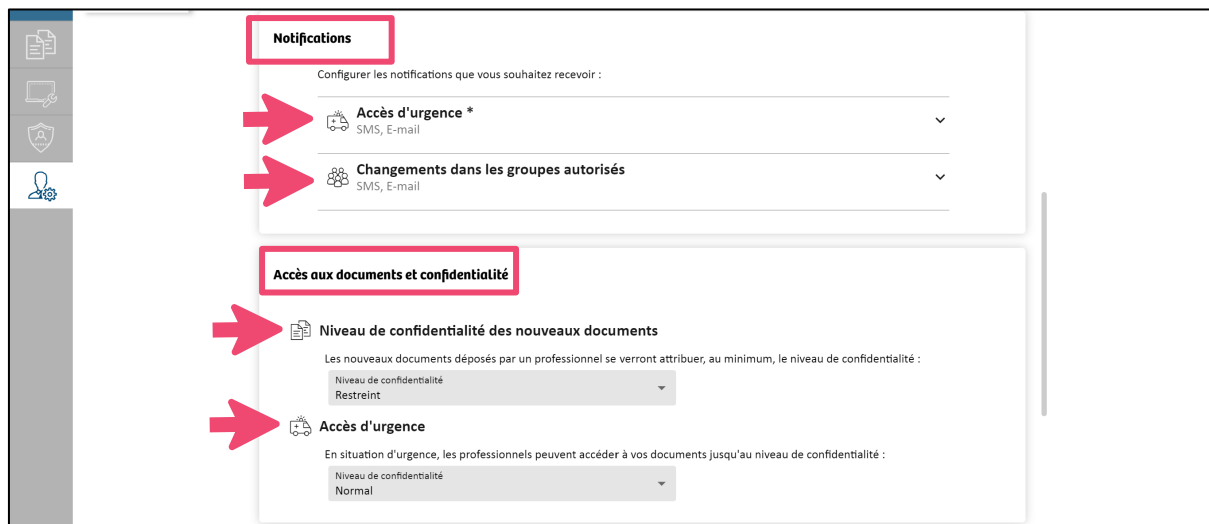 Notifications
Configurer les notifications que vous souhaitez recevoir :
Accès d'urgence *
SMS, E-mail
Changements dans les groupes autorisés
SMS, E-mail
Accès aux documents et confidentialité
Niveau de confidentialité des nouveaux documents
Les nouveaux documents déposés par un professionnel se verront attribuer, au minimum, le niveau de confidentialité :
Niveau de confidentialité
Restreint
Accès d'urgence
En situation d'urgence, les professionnels peuvent accéder à vos documents jusqu'au niveau de confidentialité :
Niveau de confidentialité
Normal